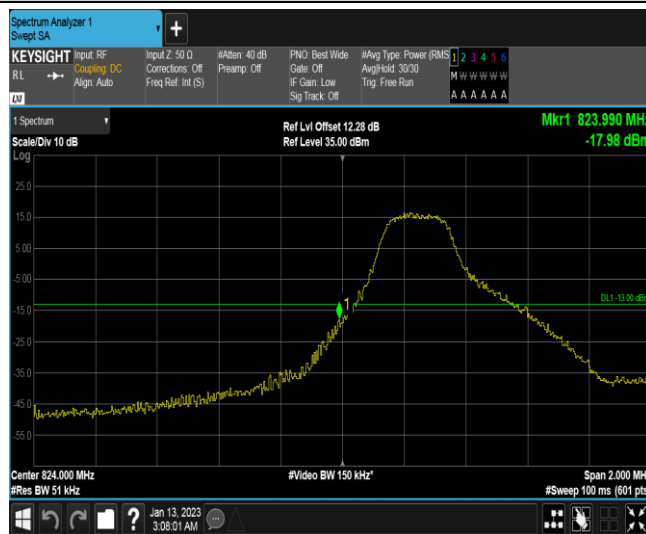 Spectrum Analyzer 1
Swept SA
+
KEYSIGHT
RL
LXI
Input: RF
Coupling: DC
Align: Auto
Input Z: 50 Ω
Corrections: Off
Freq Ref: Int (S)
#Atten: 40 dB
Preamp: Off
PNO: Best Wide
Gate: Off
IF Gain: Low
Sig Track: Off
#Avg Type: Power (RMS
Avg|Hold: 30/30
Trig: Free Run
1 2 3 4 5 6
M W W W W W
A A A A A A
1 Spectrum
Scale/Div 10 dB
Log
Ref Lvl Offset 12.28 dB
Ref Level 35.00 dBm
Mkr1 823.990 MHz
-17.98 dBm
25.0
15.0
5.00
-5.00
-15.0
-25.0
-35.0
-45.0
-55.0
1
DL1 -13.00 dBm
Center 824.000 MHz
#Res BW 51 kHz
#Video BW 150 kHz*
Span 2.000 MHz
#Sweep 100 ms (601 pts)
?
Jan 13, 2023
3:08:01 AM